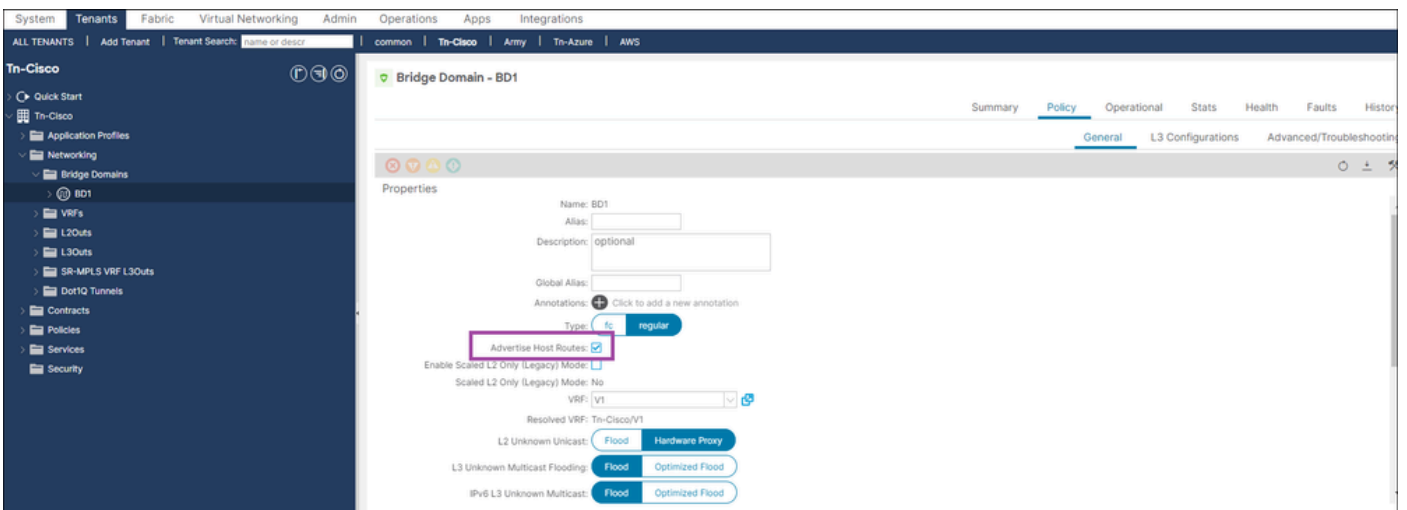 System Tenants Fabric Virtual Networking Admin Operations Apps Integrations
ALL TENANTS | Add Tenant | Tenant Search: name or descr | common | Tn-Cisco | Army | Tn-Azure | AWS
Tn-Cisco
Quick Start
Tn-Cisco
Application Profiles
Networking
Bridge Domains
BD1
VRFs
L2Outs
L3Outs
SR-MPLS VRF L3Outs
Dot1Q Tunnels
Contracts
Policies
Services
Security
Bridge Domain - BD1
Summary Policy Operational Stats Health Faults History
General L3 Configurations Advanced/Troubleshooting
Properties
Name: BD1
Alias:
Description: optional
Global Alias:
Annotations: Click to add a new annotation
Type: fc regular
Advertise Host Routes:
Enable Scaled L2 Only (Legacy) Mode:
Scaled L2 Only (Legacy) Mode: No
VRF: V1
Resolved VRF: Tn-Cisco/V1
L2 Unknown Unicast: Flood Hardware Proxy
L3 Unknown Multicast Flooding: Flood Optimized Flood
IPv6 L3 Unknown Multicast: Flood Optimized Flood